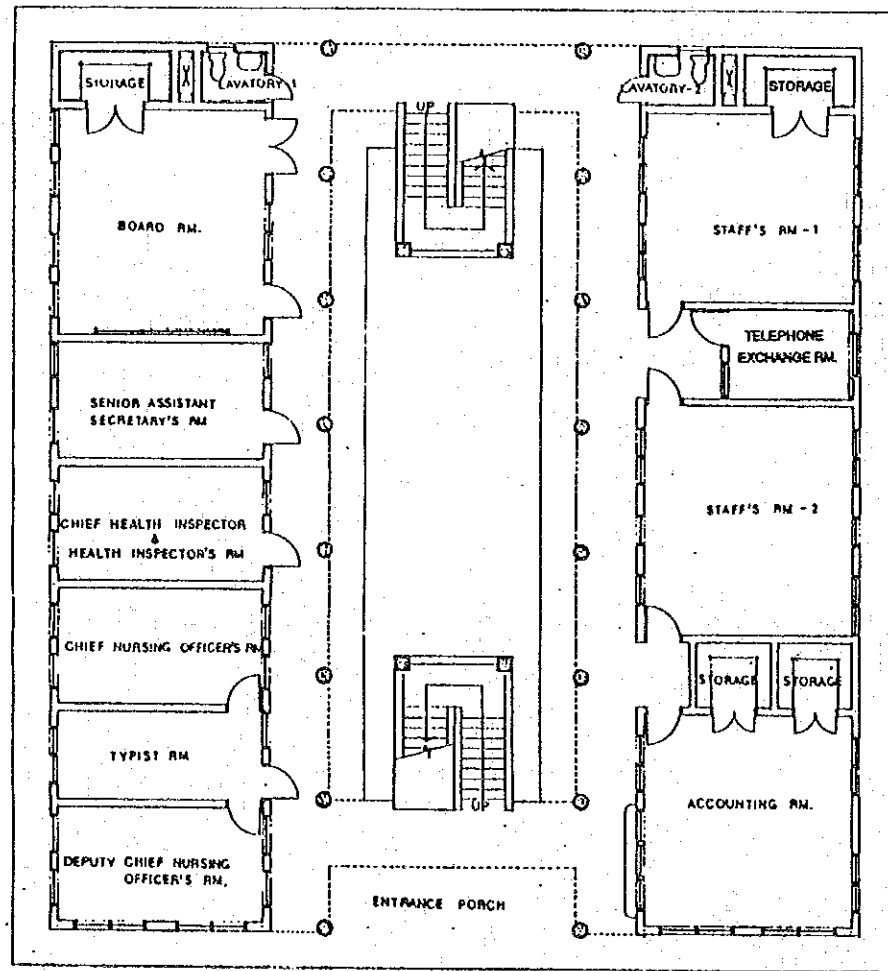 STORAGE
LAVATORY-1
UP
LAVATORY-2
STORAGE
BOARD RM.
STAFF'S RM-1
TELEPHONE
EXCHANGE RM.
SENIOR ASSISTANT
SECRETARY'S RM
STAFF'S RM-2
CHIEF HEALTH INSPECTOR
&
HEALTH INSPECTOR'S RM
CHIEF NURSING OFFICER'S RM
STORAGE
STORAGE
TYPIST RM
UP
ACCOUNTING RM.
DEPUTY CHIEF NURSING
OFFICER'S RM.
ENTRANCE PORCH